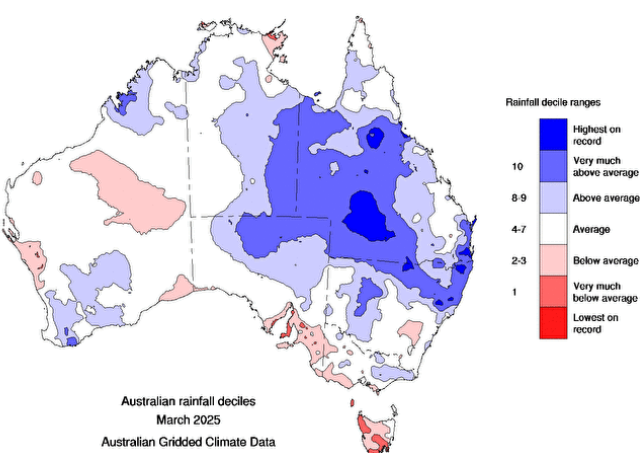 Rainfall decile ranges
Highest on
record
10
Very much
above average
8-9
Above average
4-7
Average
2-3
Below average
1
Very much
below average
Lowest on
record
Australian rainfall deciles
March 2025
Australian Gridded Climate Data